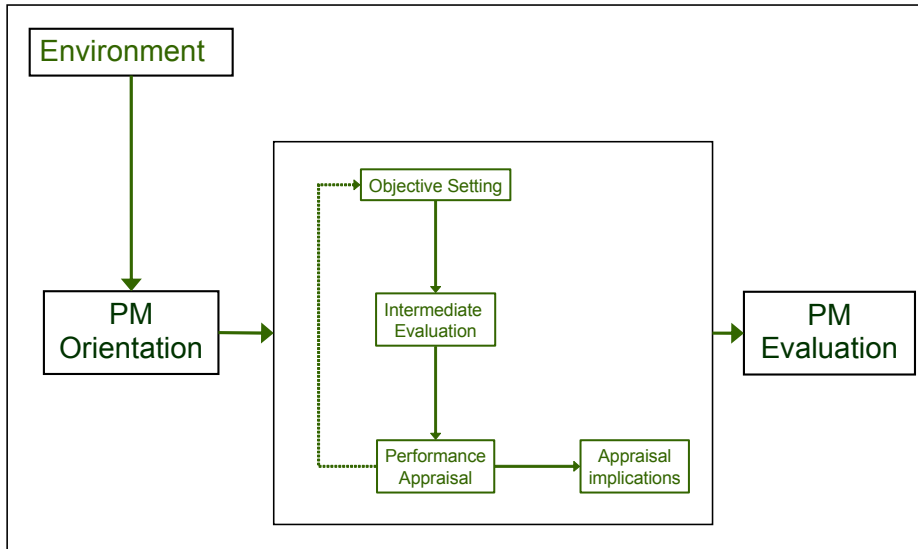 Environment
Objective Setting
PM
Orientation
Intermediate
Evaluation
PM
Evaluation
Performance
Appraisal
Appraisal
implications